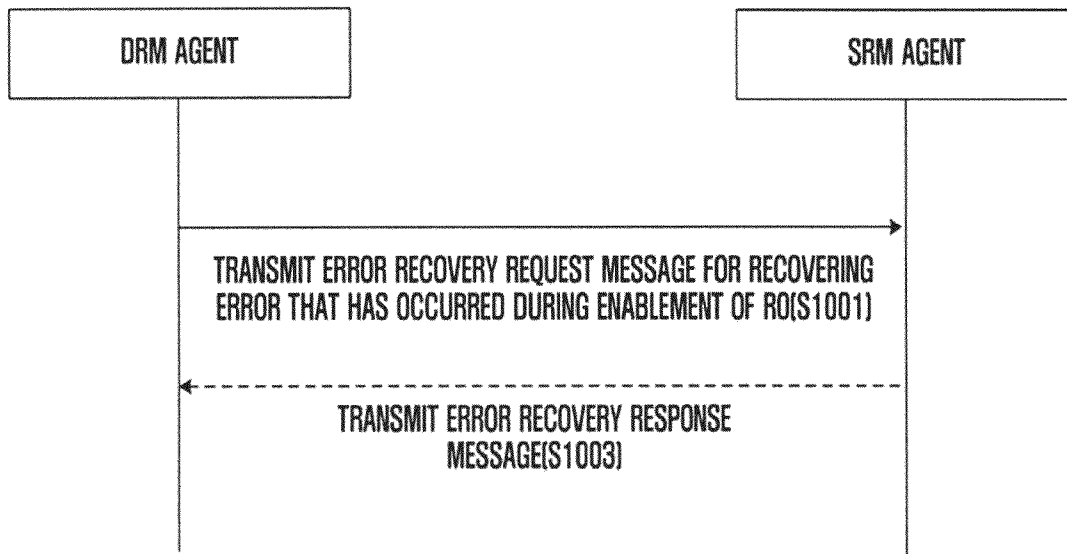 DRM AGENT
SRM AGENT
TRANSMIT ERROR RECOVERY REQUEST MESSAGE FOR RECOVERING
ERROR THAT HAS OCCURRED DURING ENABLEMENT OF RO(S1001)
TRANSMIT ERROR RECOVERY RESPONSE
MESSAGE(S1003)